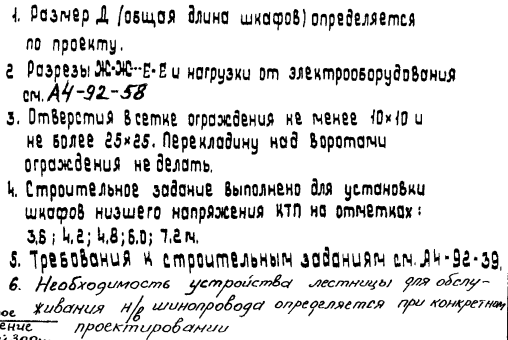 1. Размер Д (общая длина шкафов) определяется
по проекту.
2 Разрезы Ж-Ж...Е-Е и нагрузки от электрооборудования
см. А4-92-58
3. Отверстия в сетке ограждения не менее 10×10 и
не более 25×25. Перекладину над воротами
ограждения не делать.
4. Строительное задание выполнено для установки
шкафов низшего напряжения КТП на отметках:
3,6; 4,2; 4,8; 6.0; 7,2 м.
5. Требования к строительным заданиям см. А4-92-39.
6. Необходимость устройства лестницы для обслу-
живания н/в шинопровода определяется при конкретном
проектировании